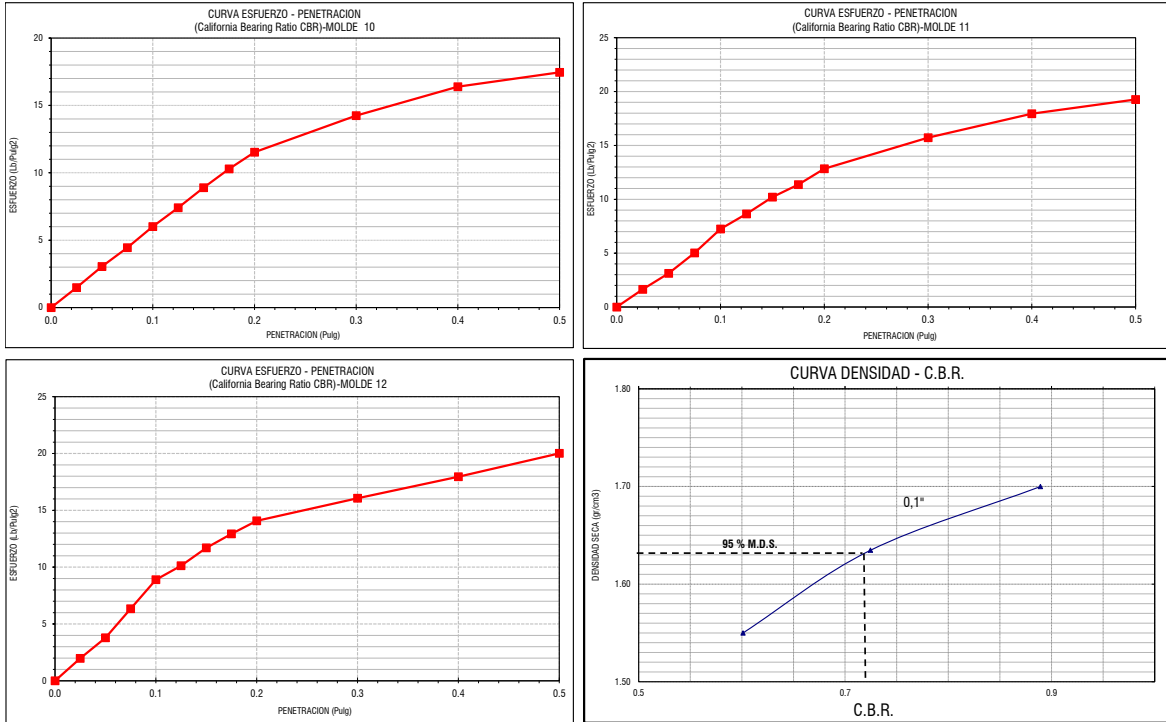 CURVA ESFUERZO - PENETRACION
(California Bearing Ratio CBR)-MOLDE 10
20
15
10
5
0
ESFUERZO (Lb/Pulg2)
0.0 0.1 0.2 0.3 0.4 0.5
PENETRACION (Pulg)
CURVA ESFUERZO - PENETRACION
(California Bearing Ratio CBR)-MOLDE 11
25
20
15
10
5
0
ESFUERZO (Lb/Pulg2)
0.0 0.1 0.2 0.3 0.4 0.5
PENETRACION (Pulg)
CURVA ESFUERZO - PENETRACION
(California Bearing Ratio CBR)-MOLDE 12
25
20
15
10
5
0
ESFUERZO (Lb/Pulg2)
0.0 0.1 0.2 0.3 0.4 0.5
PENETRACION (Pulg)
CURVA DENSIDAD - C.B.R.
1.80
1.70
1.60
1.50
DENSIDAD SECA (gr/cm3)
0,1"
95 % M.D.S.
0.5 0.7 0.9
C.B.R.